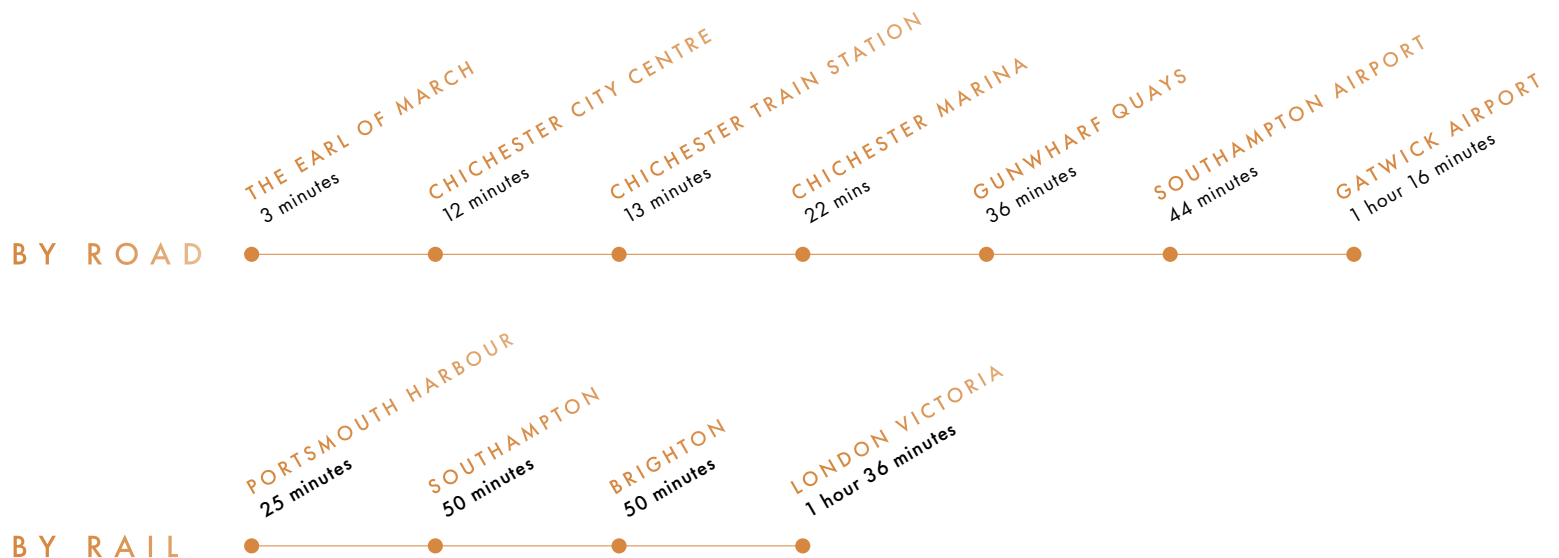 THE EARL OF MARCH
3 minutes
CHICHESTER CITY CENTRE
12 minutes
CHICHESTER TRAIN STATION
13 minutes
CHICHESTER MARINA
22 mins
GUNWHARF QUAYS
36 minutes
SOUTHAMPTON AIRPORT
44 minutes
GATWICK AIRPORT
1 hour 16 minutes
BY ROAD
PORTSMOUTH HARBOUR
25 minutes
SOUTHAMPTON
50 minutes
BRIGHTON
50 minutes
LONDON VICTORIA
1 hour 36 minutes
BY RAIL